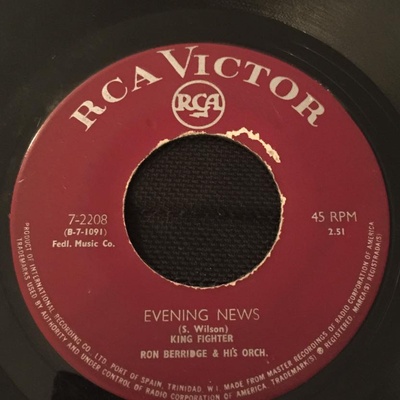 RCA VICTOR
RCA
7-2208
(B-7-1091)
Fedl. Music Co.
45 RPM
2.51
EVENING NEWS
(S. Wilson)
KING FIGHTER
RON BERRIDGE & HIS ORCH.
PRODUCT OF INTERNATIONAL RECORDING CO. LTD. PORT OF SPAIN, TRINIDAD, W.I. MADE FROM MASTER RECORDINGS OF RADIO CORPORATION OF AMERICA
TRADEMARKS USED BY AUTHORITY AND UNDER CONTROL OF RADIO CORPORATION OF AMERICA. TRADEMARK(S) ® REGISTERED. MARCA(S) REGISTRADA(S)